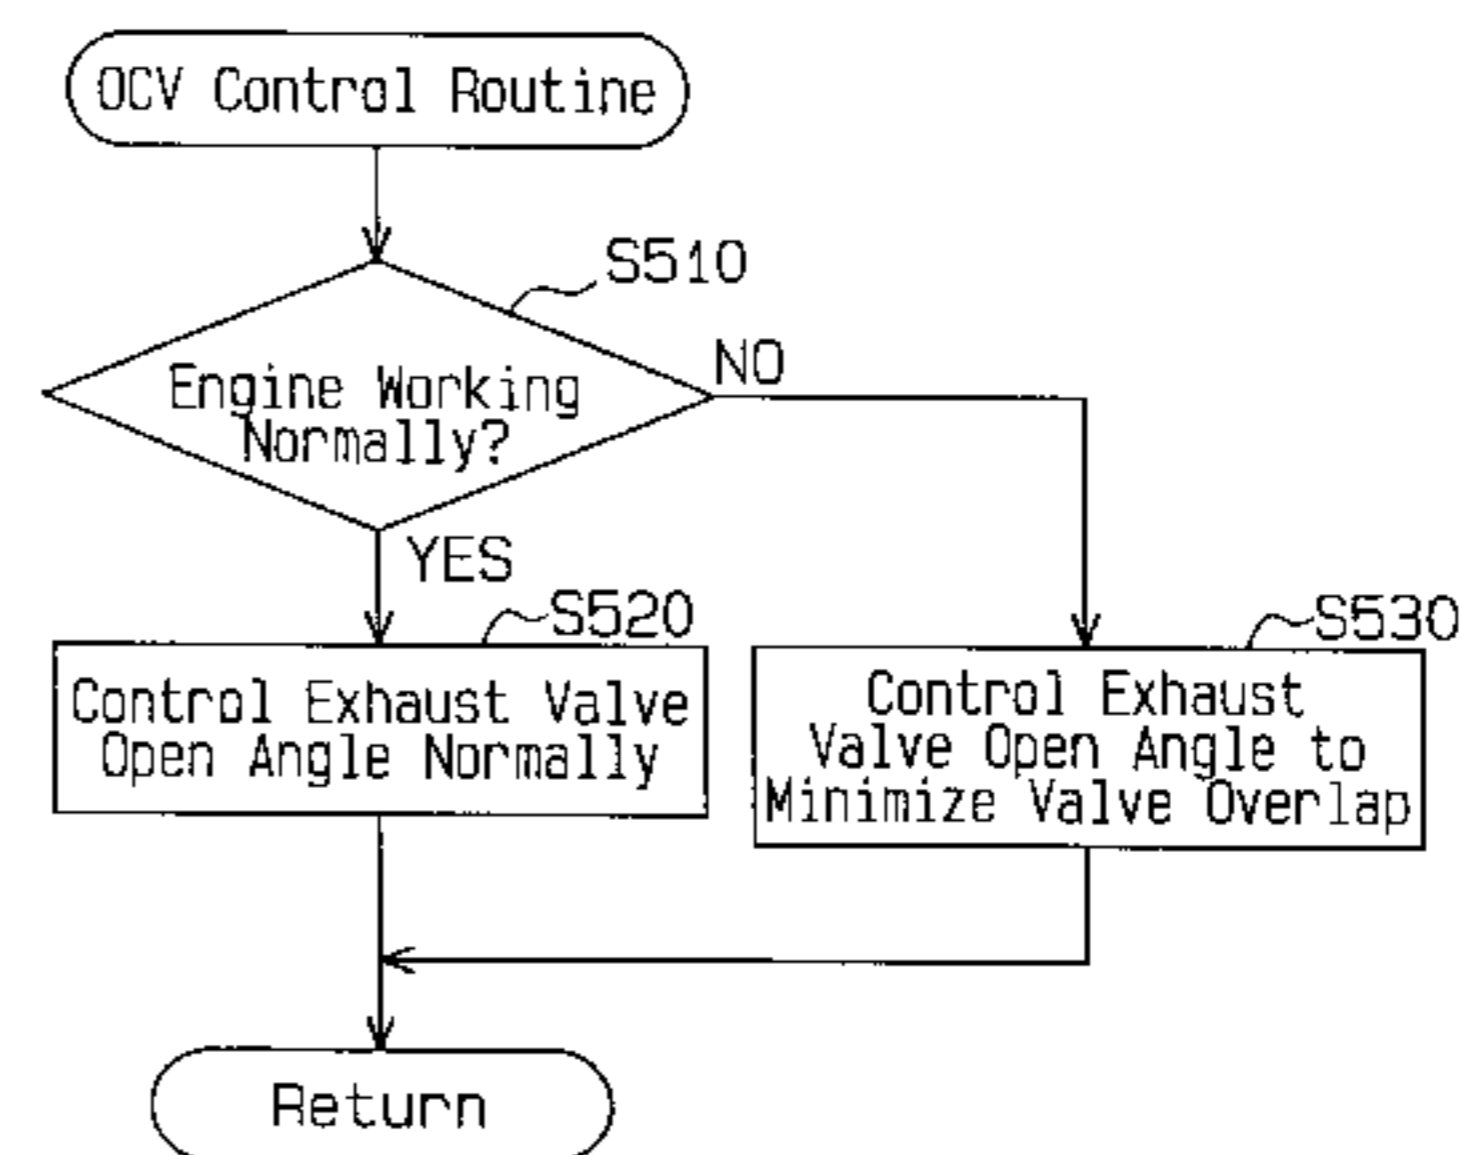 OCV Control Routine
S510
Engine Working
Normally?
NO
YES
S520
Control Exhaust Valve
Open Angle Normally
S530
Control Exhaust
Valve Open Angle to
Minimize Valve Overlap
Return